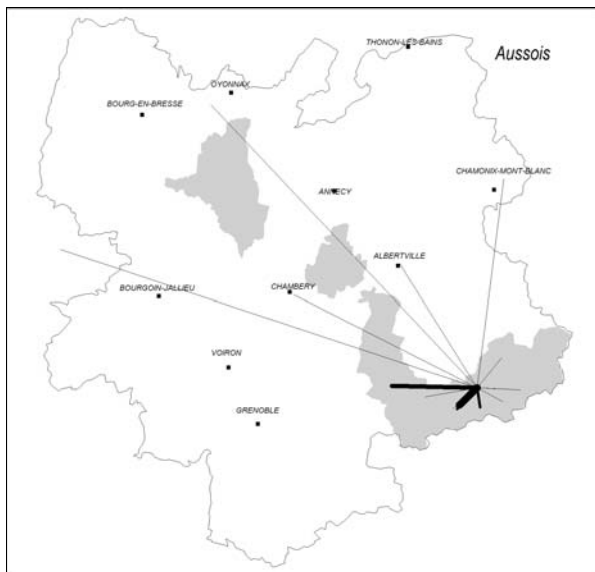 THONON-LES-BAINS
Aussois
OYONNAX
BOURG-EN-BRESSE
CHAMONIX-MONT-BLANC
ANNECY
ALBERTVILLE
CHAMBERY
BOURGOIN-JALLIEU
VOIRON
GRENOBLE